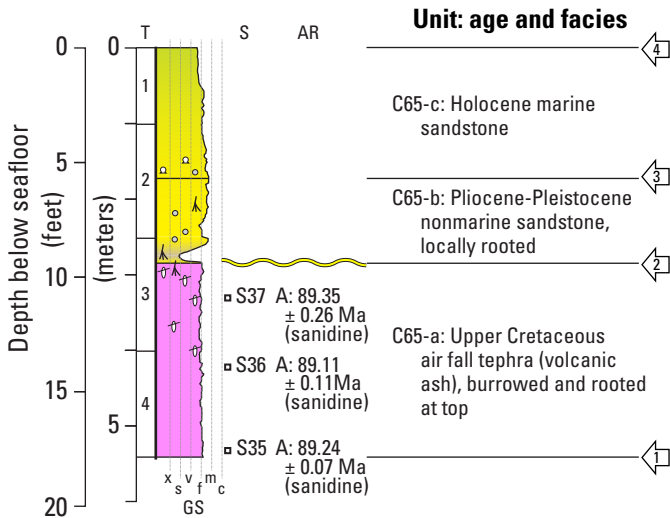 T S AR Unit: age and facies
Depth below seafloor
(feet)
0
5
10
15
20
(meters)
0
5
1
2
3
4
C65-c: Holocene marine
sandstone
C65-b: Pliocene-Pleistocene
nonmarine sandstone,
locally rooted
S37 A: 89.35
± 0.26 Ma
(sanidine)
S36 A: 89.11
± 0.11Ma
(sanidine)
S35 A: 89.24
± 0.07 Ma
(sanidine)
C65-a: Upper Cretaceous
air fall tephra (volcanic
ash), burrowed and rooted
at top
4
3
2
1
x s v f m c
GS